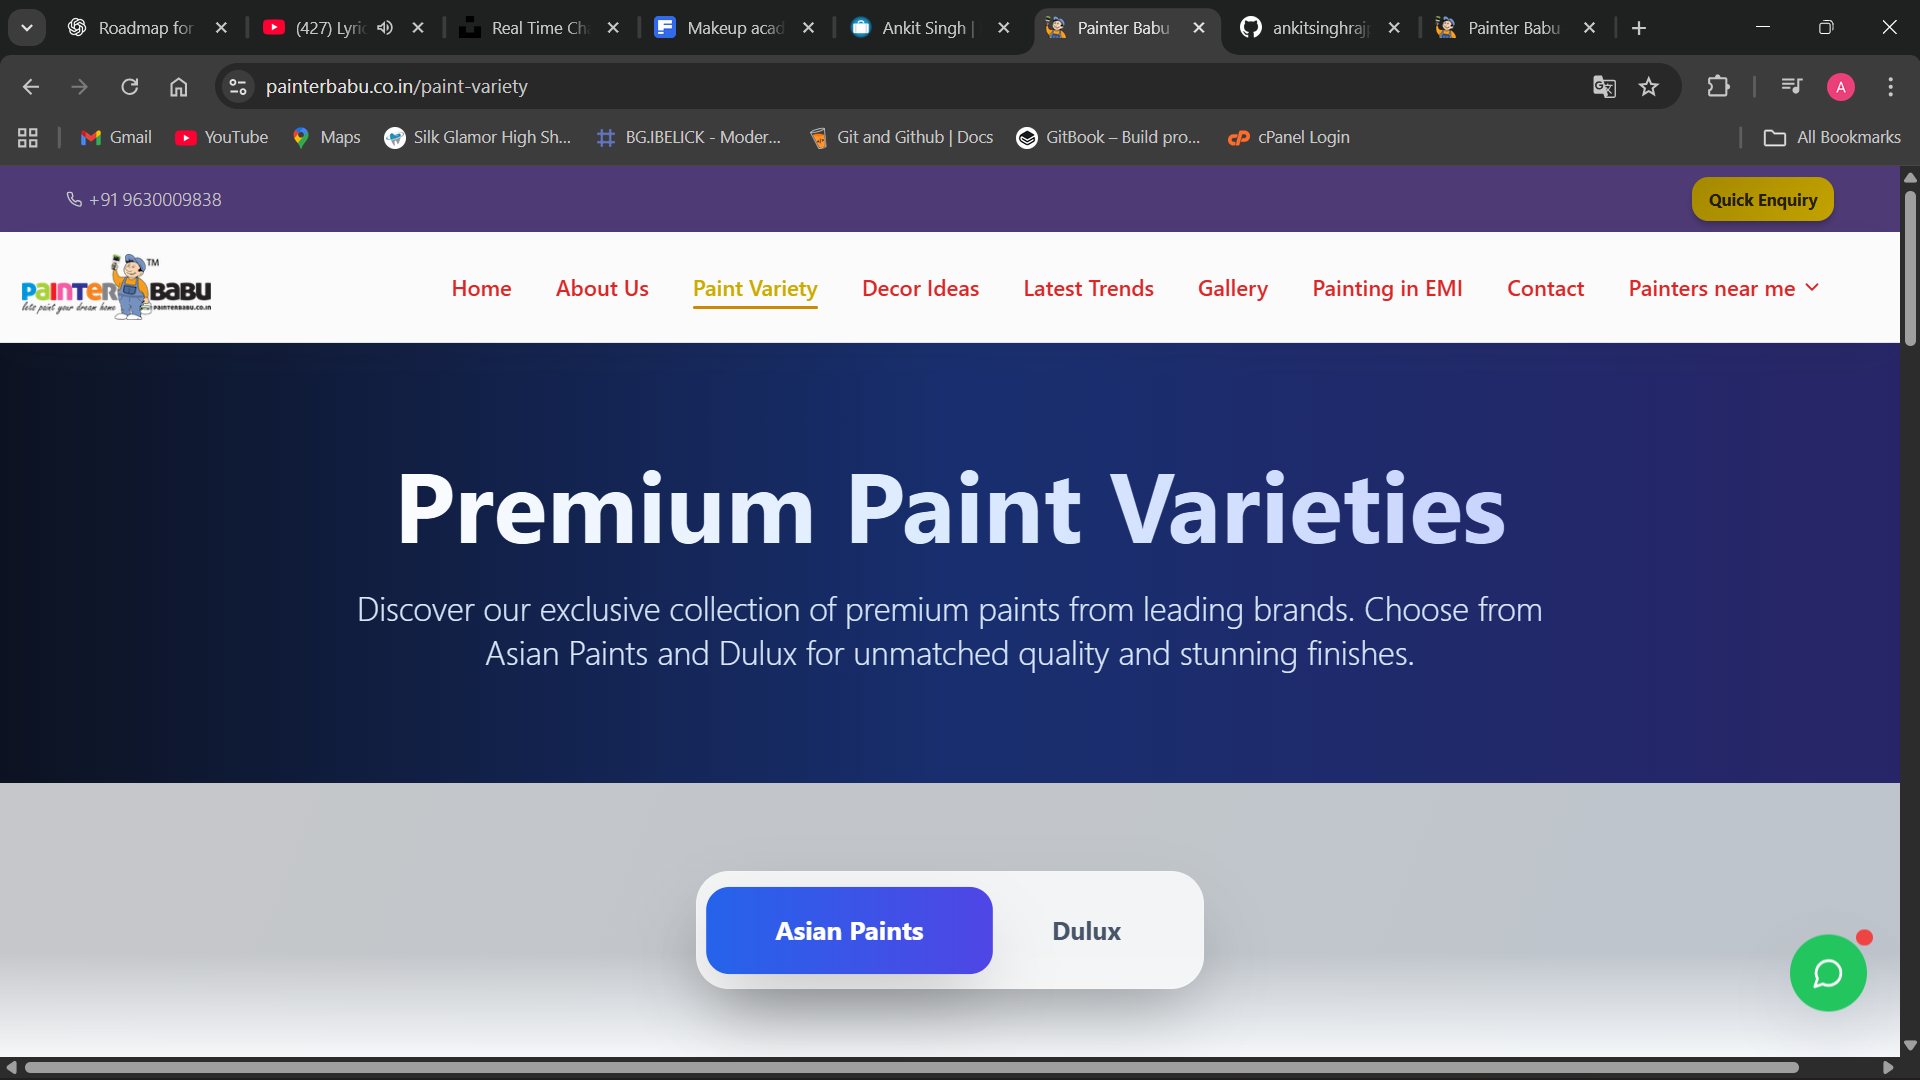 Roadmap for
(427) Lyri
Real Time Ch
Makeup acad
Ankit Singh |
Painter Babu
ankitsinghraj
Painter Babu
painterbabu.co.in/paint-variety
A
Gmail
YouTube
Maps
Silk Glamor High Sh...
BG.IBELICK - Moder...
Git and Github | Docs
GitBook – Build pro...
cPanel Login
All Bookmarks
+91 9630009838
Quick Enquiry
PAINTER BABU TM
lets paint your dream home
PAINTERBABU.CO.IN
Home
About Us
Paint Variety
Decor Ideas
Latest Trends
Gallery
Painting in EMI
Contact
Painters near me
Premium Paint Varieties
Discover our exclusive collection of premium paints from leading brands. Choose from
Asian Paints and Dulux for unmatched quality and stunning finishes.
Asian Paints
Dulux